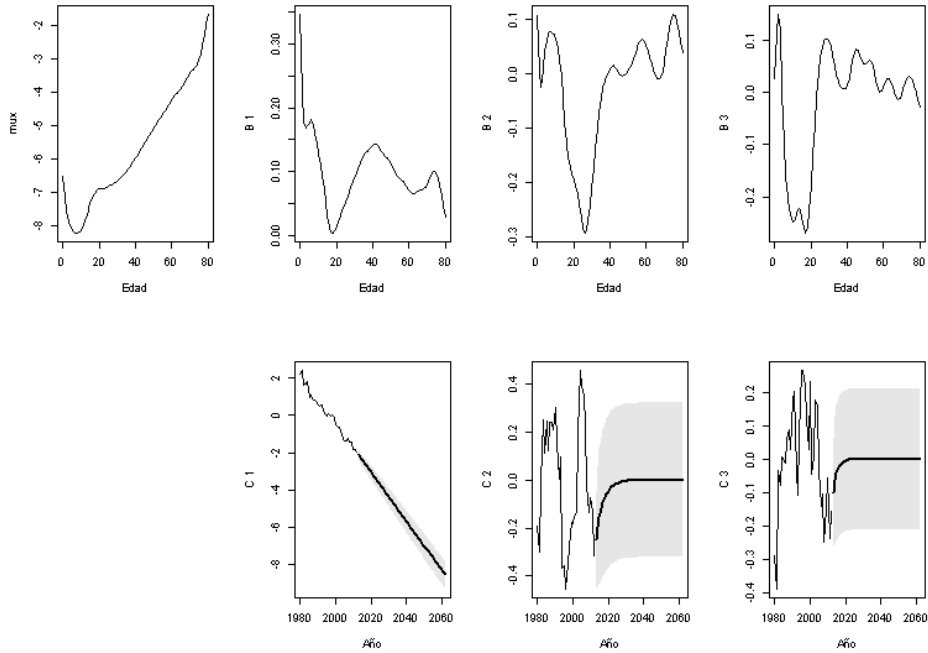 mux
-8 -7 -6 -5 -4 -3 -2
0 20 40 60 80
Edad
B 1
0.00 0.10 0.20 0.30
0 20 40 60 80
Edad
B 2
-0.3 -0.2 -0.1 0.0 0.1
0 20 40 60 80
Edad
B 3
-0.2 -0.1 0.0 0.1
0 20 40 60 80
Edad
C 1
-8 -6 -4 -2 0 2
1980 2000 2020 2040 2060
Año
C 2
-0.4 -0.2 0.0 0.2 0.4
1980 2000 2020 2040 2060
Año
C 3
-0.4 -0.3 -0.2 -0.1 0.0 0.1 0.2
1980 2000 2020 2040 2060
Año